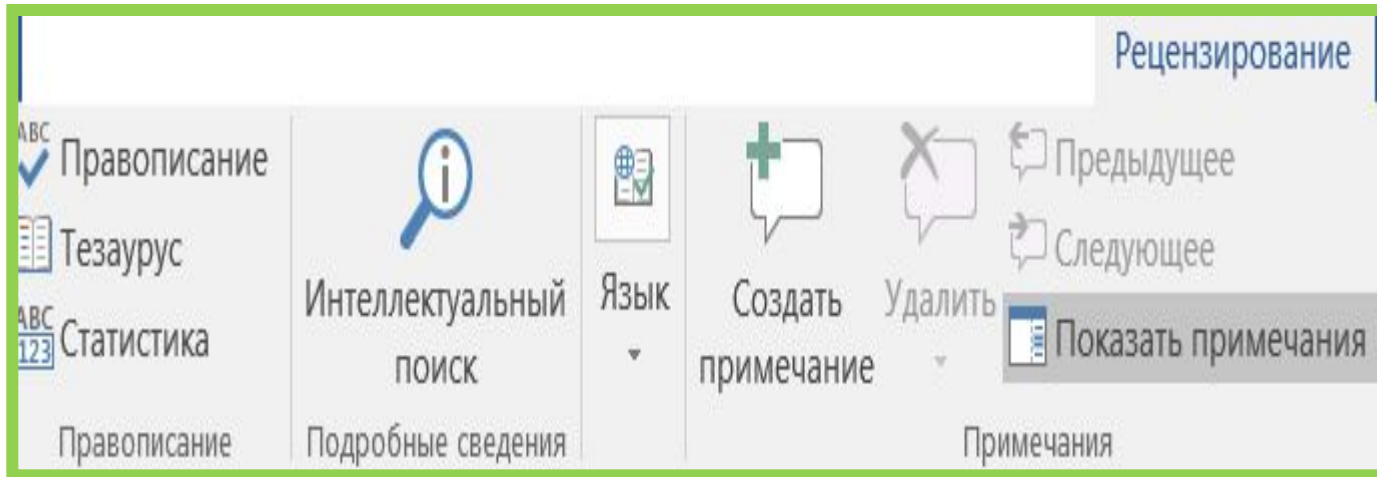 Рецензирование
ABC Правописание
Тезаурус
ABC 123 Статистика
Интеллектуальный
поиск
Язык
Создать
примечание
Удалить
Предыдущее
Следующее
Показать примечания
Правописание
Подробные сведения
Примечания